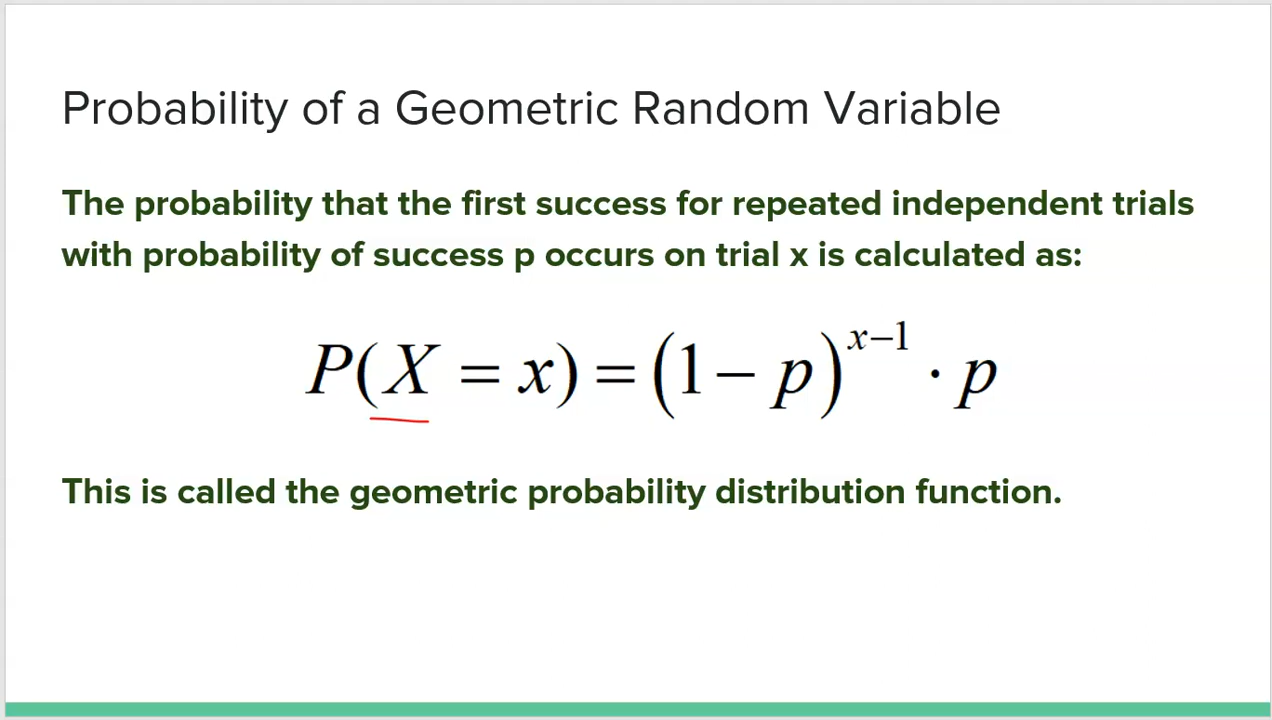 Probability of a Geometric Random Variable
The probability that the first success for repeated independent trials
with probability of success p occurs on trial x is calculated as:
P(X = x) = (1 − p)^{x−1} · p
This is called the geometric probability distribution function.